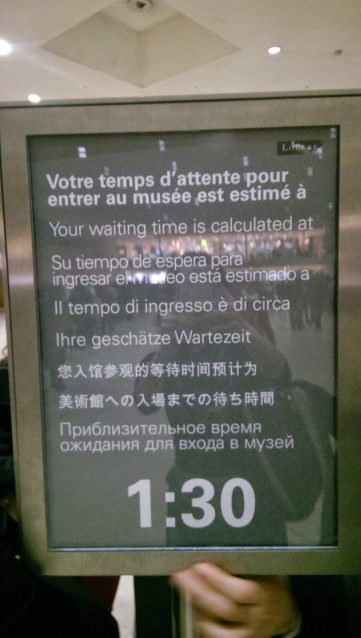 LOUVRE
Votre temps d'attente pour
entrer au musée est estimé à
Your waiting time is calculated at
Su tiempo de espera para
ingresar el museo está estimado a
Il tempo di ingresso è di circa
Ihre geschätze Wartezeit
您入馆参观的等待时间预计为
美術館への入場までの待ち時間
Приблизительное время
ожидания для входа в музей
1:30